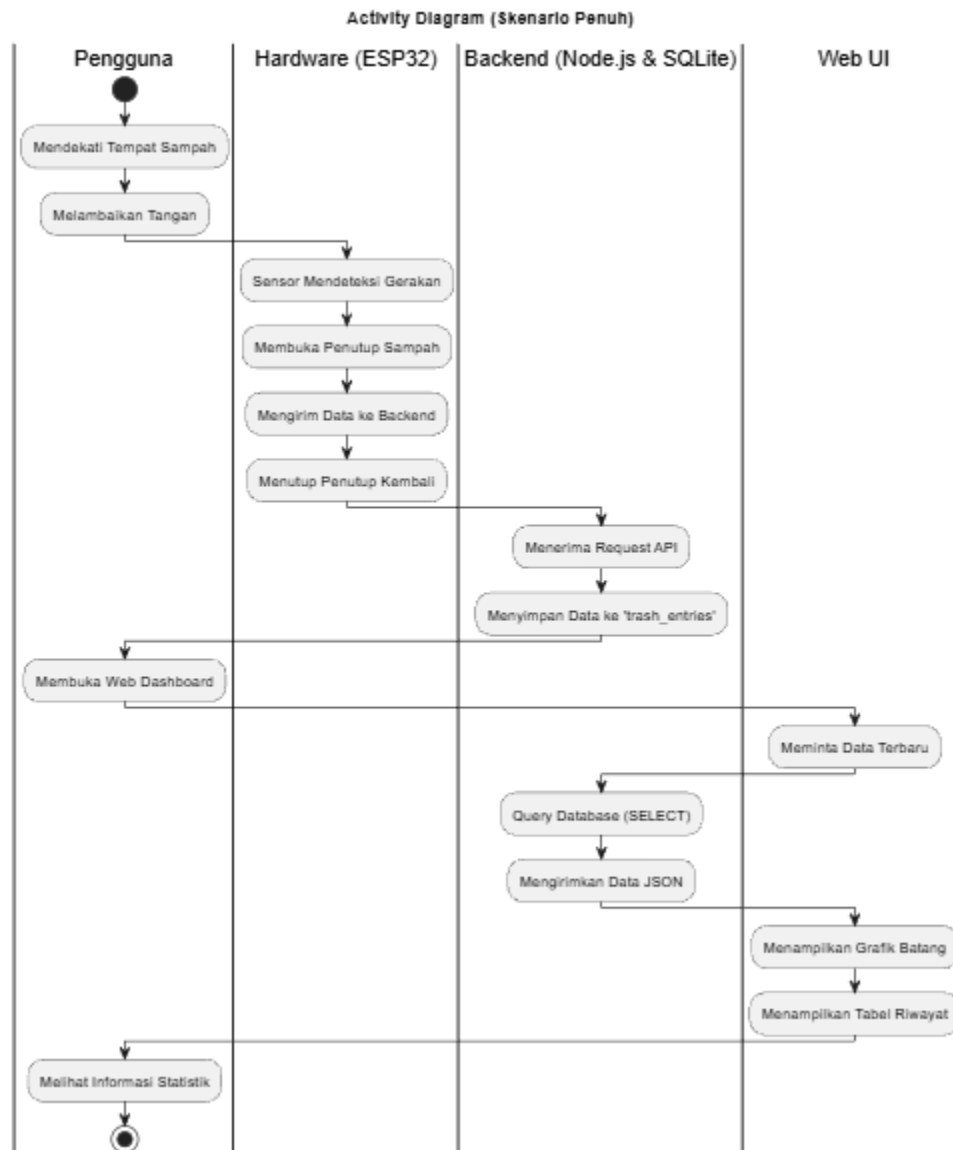 Activity Diagram (Skenario Penuh)
Pengguna
Hardware (ESP32)
Backend (Node.js & SQLite)
Web UI
Mendekati Tempat Sampah
Melambaikan Tangan
Sensor Mendeteksi Gerakan
Membuka Penutup Sampah
Mengirim Data ke Backend
Menutup Penutup Kembali
Menerima Request API
Menyimpan Data ke 'trash_entries'
Membuka Web Dashboard
Meminta Data Terbaru
Query Database (SELECT)
Mengirimkan Data JSON
Menampilkan Grafik Batang
Menampilkan Tabel Riwayat
Melihat Informasi Statistik